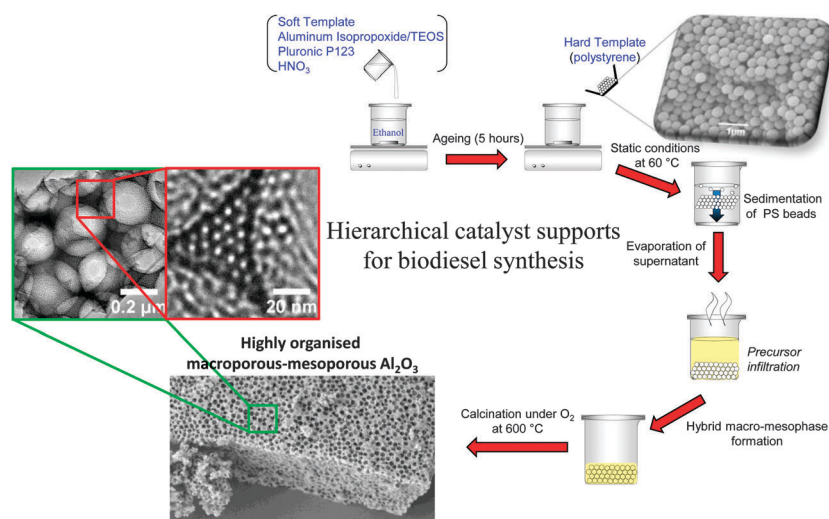 Soft Template
Aluminum Isopropoxide/TEOS
Pluronic P123
HNO₃
Ethanol
Ageing (5 hours)
Hard Template
(polystyrene)
1µm
Static conditions
at 60 °C
Sedimentation
of PS beads
Evaporation of
supernatant
Precursor
infiltration
Hybrid macro-mesophase
formation
Calcination under O₂
at 600 °C
Hierarchical catalyst supports
for biodiesel synthesis
0.2 µm
20 nm
Highly organised
macroporous-mesoporous Al₂O₃